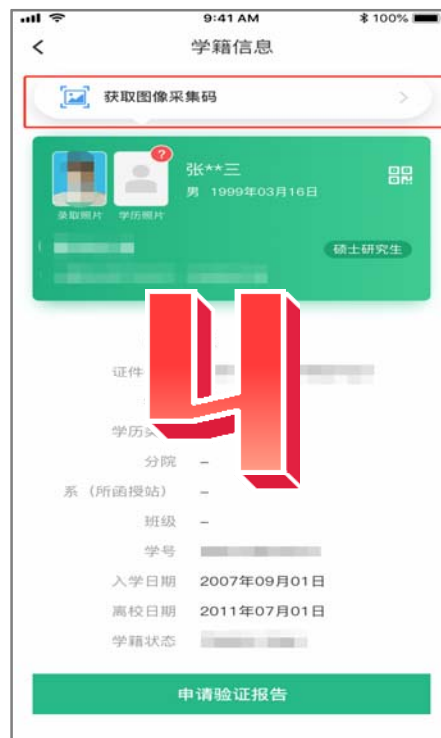 9:41 AM
100%
学籍信息
获取图像采集码
?
张**三
男 1999年03月16日
录取照片 学历照片
硕士研究生
4
证件
学历
分院 –
系（所函授站） –
班级 –
学号
入学日期 2007年09月01日
离校日期 2011年07月01日
学籍状态
申请验证报告